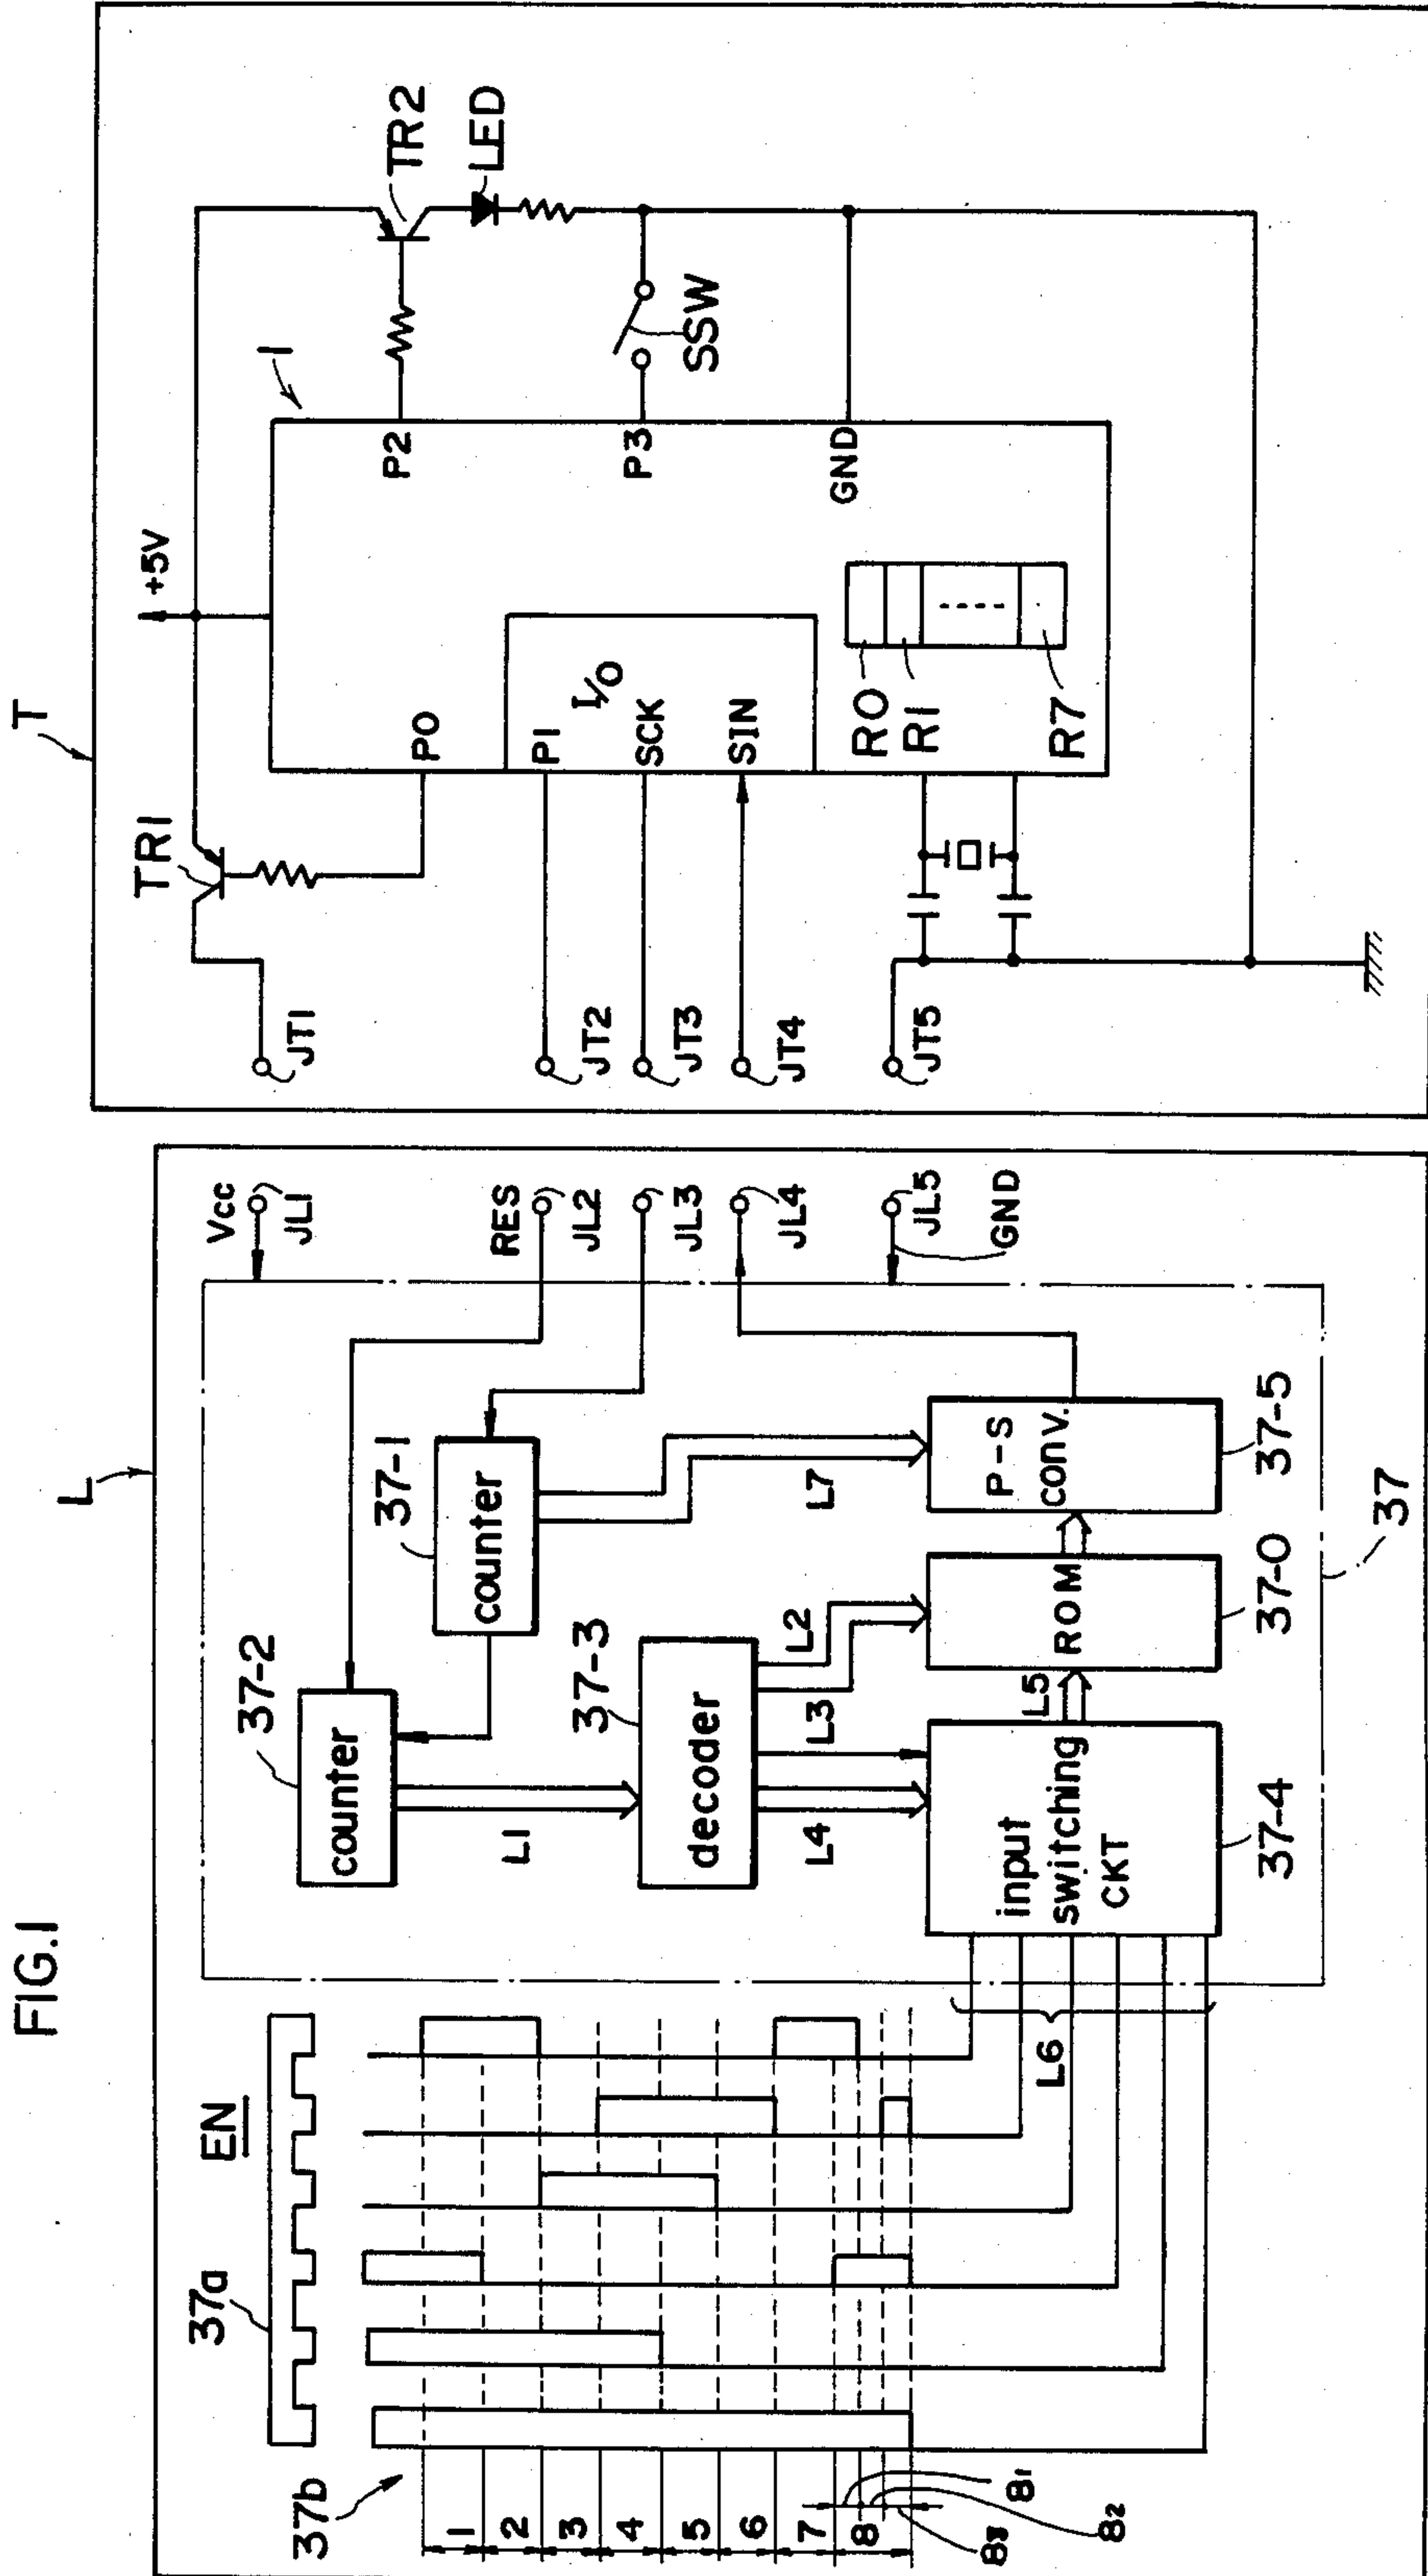 FIG.1
L
T
37a
EN
37b
1
2
3
4
5
6
7
8
81
82
83
L6
37-2
counter
37-1
counter
L1
37-3
decoder
L4
L3
L2
L7
input
switching
CKT
37-4
L5
ROM
37-0
P-S
conv.
37-5
37
Vcc
JL1
RES
JL2
JL3
JL4
JL5
GND
JT1
JT2
JT3
JT4
JT5
TR1
+5V
1
P0
P1
I/O
SCK
SIN
R0
R1
R7
P2
P3
GND
TR2
LED
SSW